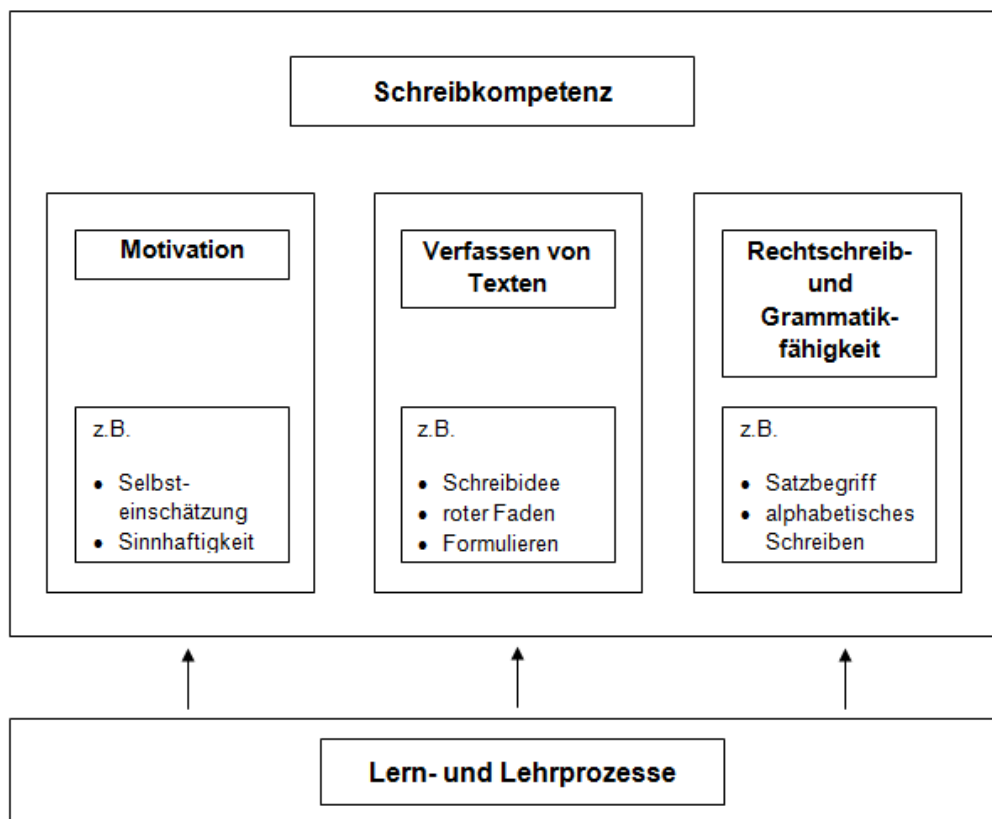 Schreibkompetenz
Motivation
z.B.
• Selbst-
einschätzung
• Sinnhaftigkeit
Verfassen von
Texten
z.B.
• Schreibidee
• roter Faden
• Formulieren
Rechtschreib-
und
Grammatik-
fähigkeit
z.B.
• Satzbegriff
• alphabetisches
Schreiben
Lern- und Lehrprozesse